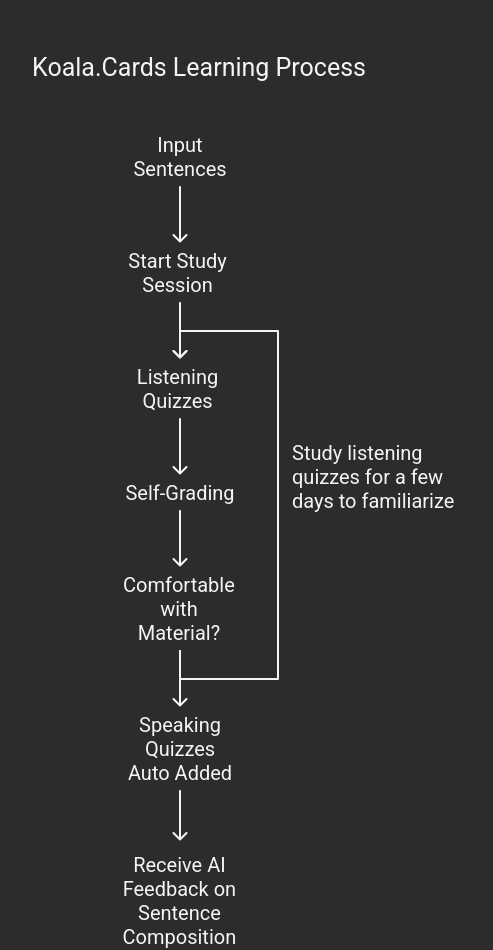 Koala.Cards Learning Process
Input
Sentences
Start Study
Session
Listening
Quizzes
Self-Grading
Study listening
quizzes for a few
days to familiarize
Comfortable
with
Material?
Speaking
Quizzes
Auto Added
Receive AI
Feedback on
Sentence
Composition